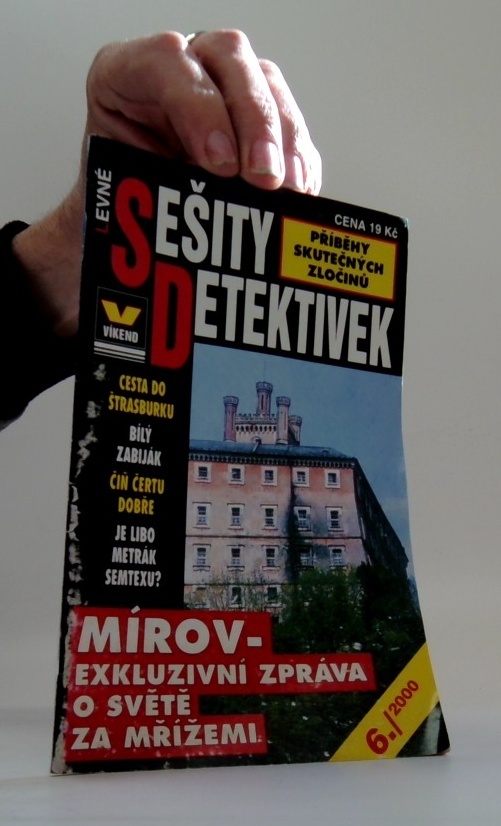 LEVNÉ
SEŠITY
DETEKTIVEK
CENA 19 Kč
PŘÍBĚHY
SKUTEČNÝCH
ZLOČINŮ
V
VÍKEND
CESTA DO
ŠTRASBURKU
BÍLÝ
ZABIJÁK
ČIŇ ČERTU
DOBŘE
JE LIBO
METRÁK
SEMTEXU?
MÍROV-
EXKLUZIVNÍ ZPRÁVA
O SVĚTĚ
ZA MŘÍŽEMI
6./2000